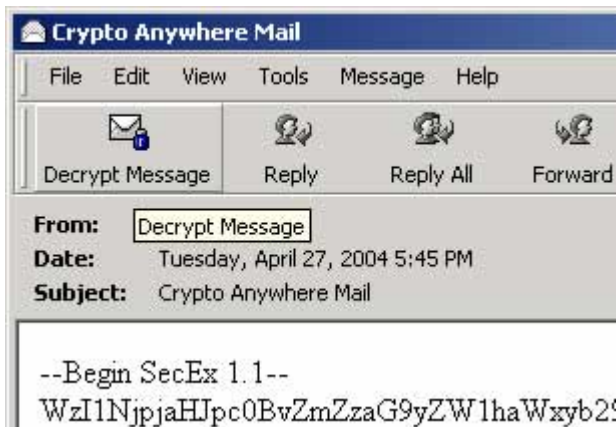 Crypto Anywhere Mail
File Edit View Tools Message Help
Decrypt Message Reply Reply All Forward
From: Decrypt Message
Date: Tuesday, April 27, 2004 5:45 PM
Subject: Crypto Anywhere Mail
--Begin SecEx 1.1--
WzI1NjpjaHJpc0BvZmZzaG9yZW1haWxyb2S